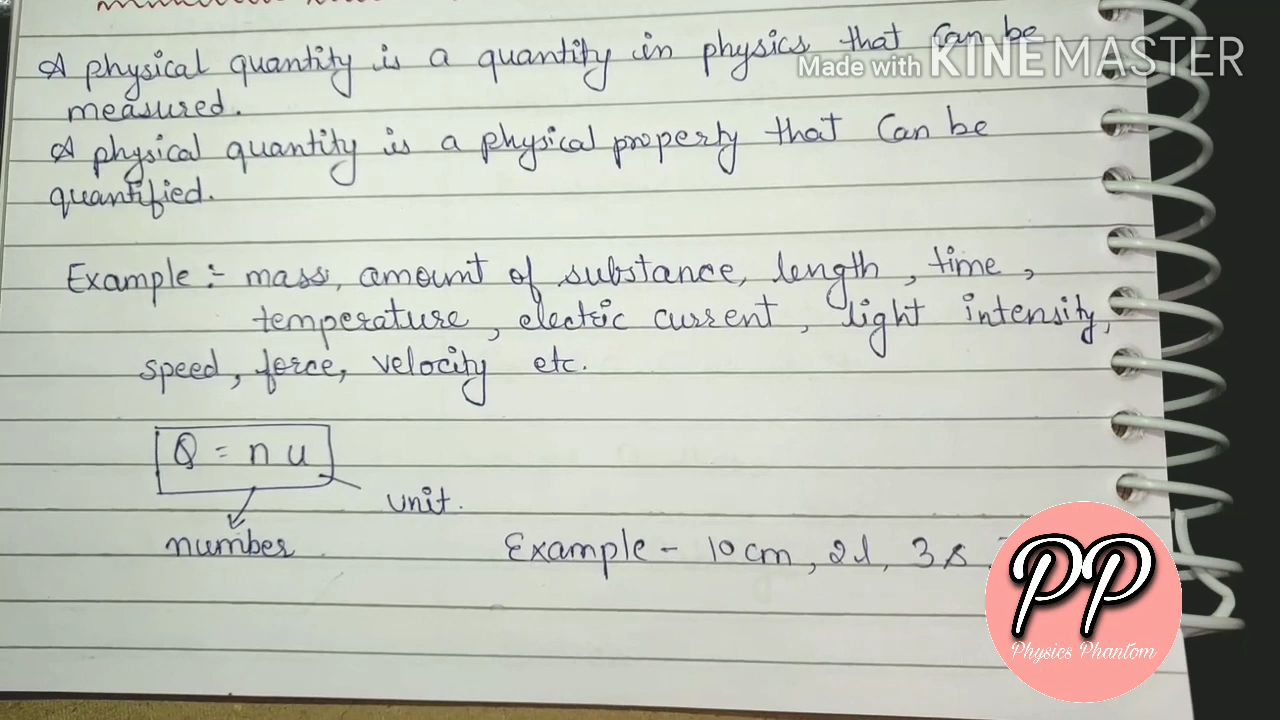 A physical quantity is a quantity in physics that can be
Made with KINEMASTER
measured.
A physical quantity is a physical property that can be
quantified.
Example :- mass, amount of substance, length, time,
temperature, electric current, light intensity,
speed, force, velocity etc.
Q = n u
unit.
number
Example - 10 cm, 2 l, 3 s
PP
Physics Phantom